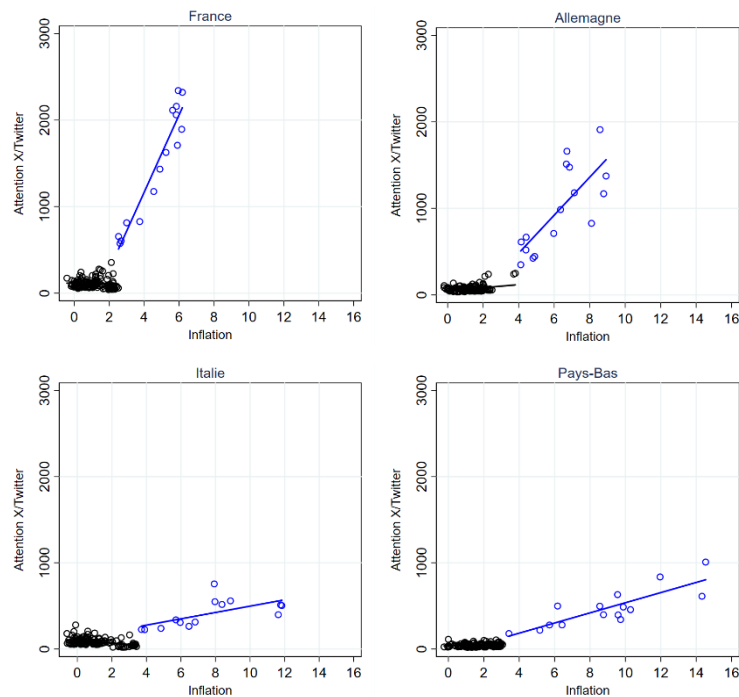 France
3000
2000
1000
0
Attention X/Twitter
0 2 4 6 8 10 12 14 16
Inflation
Allemagne
3000
2000
1000
0
Attention X/Twitter
0 2 4 6 8 10 12 14 16
Inflation
Italie
3000
2000
1000
0
Attention X/Twitter
0 2 4 6 8 10 12 14 16
Inflation
Pays-Bas
3000
2000
1000
0
Attention X/Twitter
0 2 4 6 8 10 12 14 16
Inflation